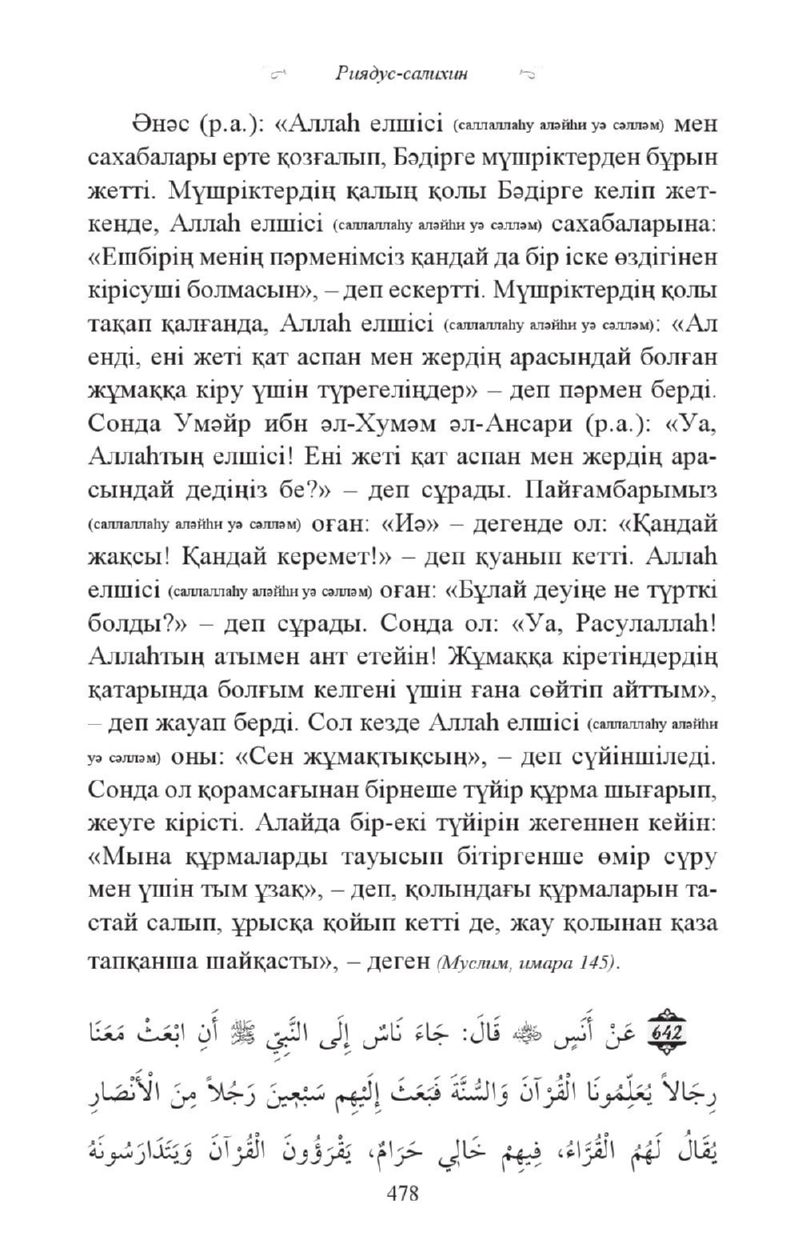 Риядус-салихин
Әнәс (р.а.): «Аллаһ елшісі (саллаллаһу аләйһи уә сәлләм) мен
сахабалары ерте қозғалып, Бәдірге мүшріктерден бұрын
жетті. Мүшріктердің қалың қолы Бәдірге келіп жет-
кенде, Аллаһ елшісі (саллаллаһу аләйһи уә сәлләм) сахабаларына:
«Ешбірің менің пәрменімсіз қандай да бір іске өздігінен
кірісуші болмасын», – деп ескертті. Мүшріктердің қолы
тақап қалғанда, Аллаһ елшісі (саллаллаһу аләйһи уә сәлләм): «Ал
енді, ені жеті қат аспан мен жердің арасындай болған
жұмаққа кіру үшін түрегеліңдер» – деп пәрмен берді.
Сонда Умәйр ибн әл-Хумәм әл-Ансари (р.а.): «Уа,
Аллаһтың елшісі! Ені жеті қат аспан мен жердің ара-
сындай дедіңіз бе?» – деп сұрады. Пайғамбарымыз
(саллаллаһу аләйһи уә сәлләм) оған: «Иә» – дегенде ол: «Қандай
жақсы! Қандай керемет!» – деп қуанып кетті. Аллаһ
елшісі (саллаллаһу аләйһи уә сәлләм) оған: «Бұлай деуіңе не түрткі
болды?» – деп сұрады. Сонда ол: «Уа, Расулаллаһ!
Аллаһтың атымен ант етейін! Жұмаққа кіретіндердің
қатарында болғым келгені үшін ғана сөйтіп айттым»,
– деп жауап берді. Сол кезде Аллаһ елшісі (саллаллаһу аләйһи
уә сәлләм) оны: «Сен жұмақтықсың», – деп сүйіншіледі.
Сонда ол қорамсағынан бірнеше түйір құрма шығарып,
жеуге кірісті. Алайда бір-екі түйірін жегеннен кейін:
«Мына құрмаларды тауысып бітіргенше өмір сүру
мен үшін тым ұзақ», – деп, қолындағы құрмаларын та-
стай салып, ұрысқа қойып кетті де, жау қолынан қаза
тапқанша шайқасты», – деген (Муслим, имара 145).
642 عَنْ أَنَسٍ ﵁ قَالَ: جَاءَ نَاسٌ إِلَى النَّبِيِّ ﷺ أَنِ ابْعَثْ مَعَنَا
رِجَالاً يُعَلِّمُونَا الْقُرْآنَ وَالسُّنَّةَ فَبَعَثَ إِلَيْهِم سَبْعِينَ رَجُلاً مِنَ الْأَنْصَارِ
يُقَالُ لَهُمُ الْقُرَّاءُ، فِيهِمْ خَالِي حَرَامٌ، يَقْرَؤُونَ الْقُرْآنَ وَيَتَدَارَسُونَهُ
478